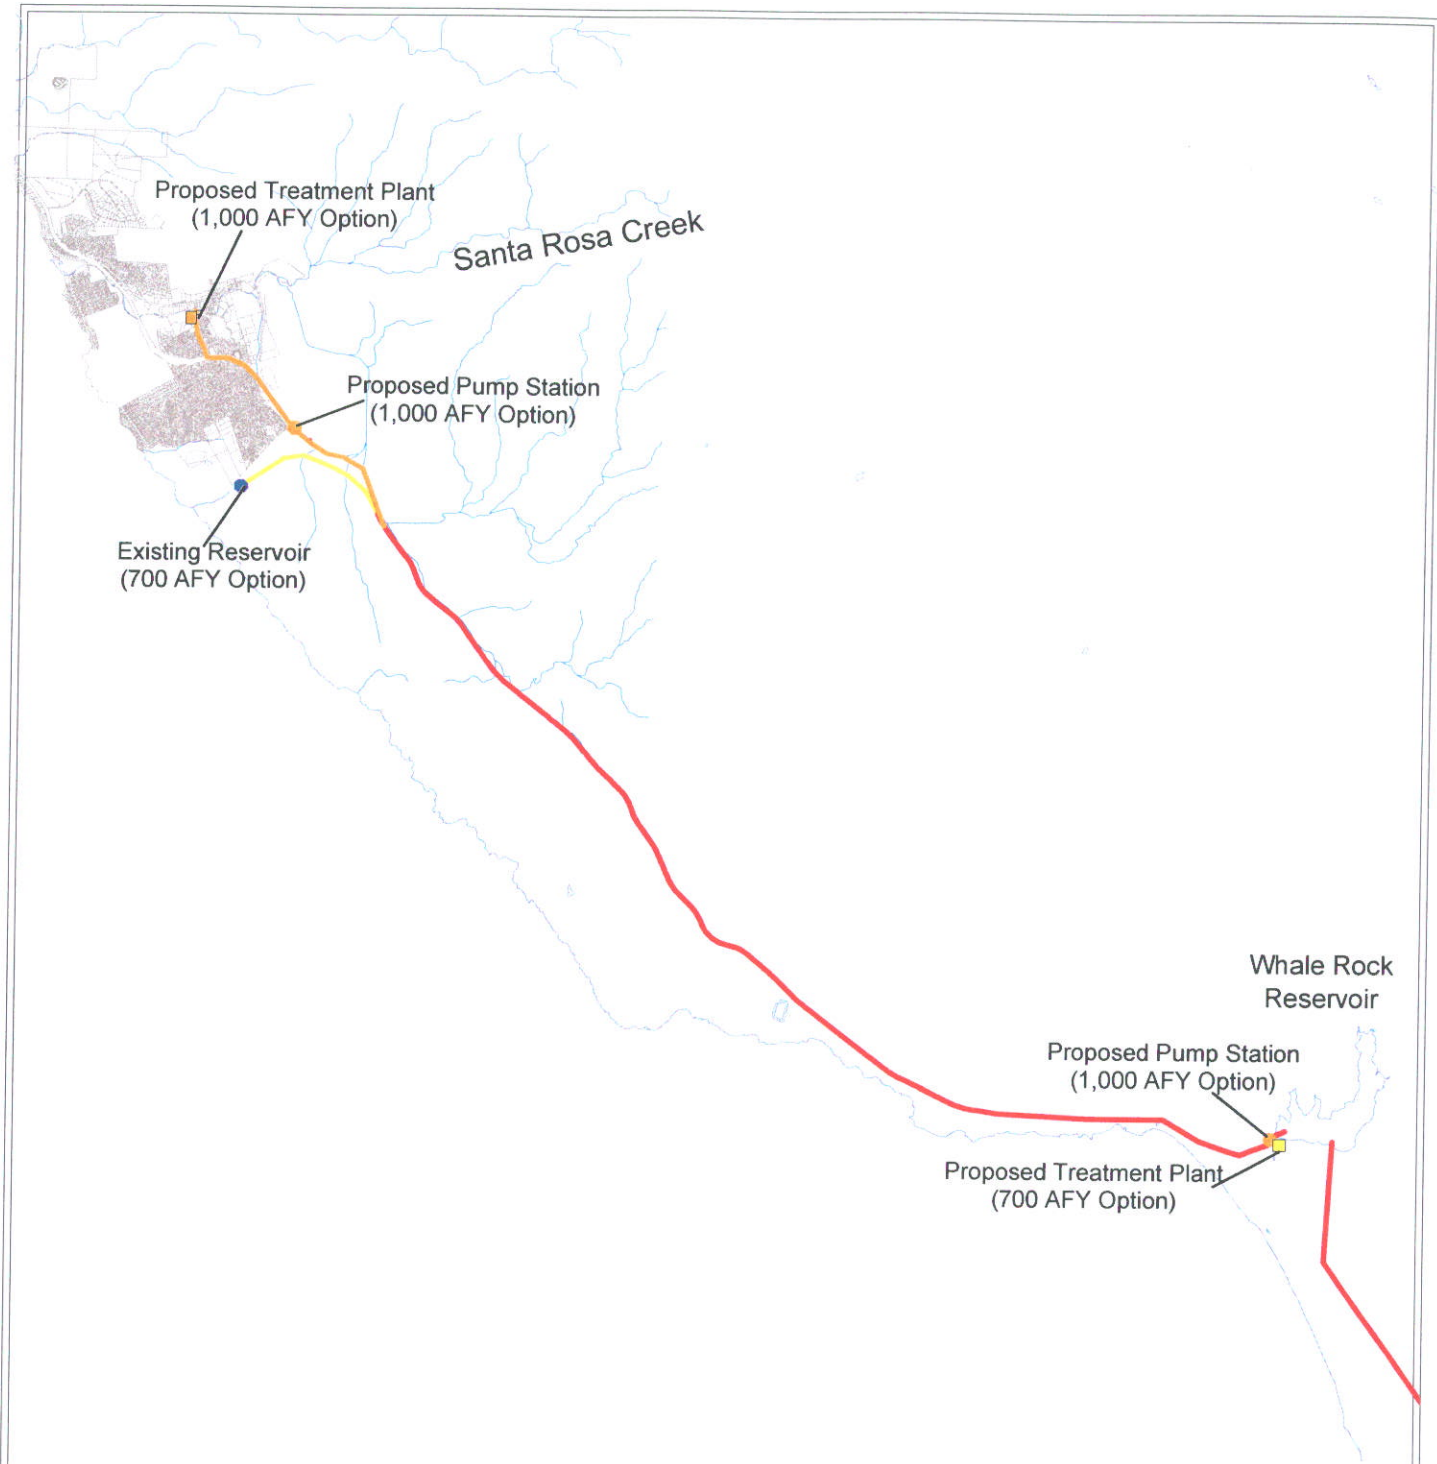 Proposed Treatment Plant
(1,000 AFY Option)
Santa Rosa Creek
Proposed Pump Station
(1,000 AFY Option)
Existing Reservoir
(700 AFY Option)
Whale Rock
Reservoir
Proposed Pump Station
(1,000 AFY Option)
Proposed Treatment Plant
(700 AFY Option)